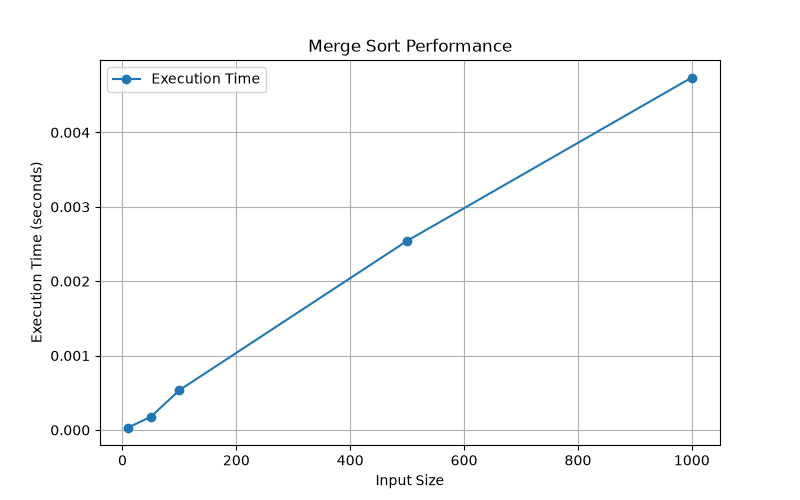 Merge Sort Performance
Execution Time
Execution Time (seconds)
0.004
0.003
0.002
0.001
0.000
0 200 400 600 800 1000
Input Size